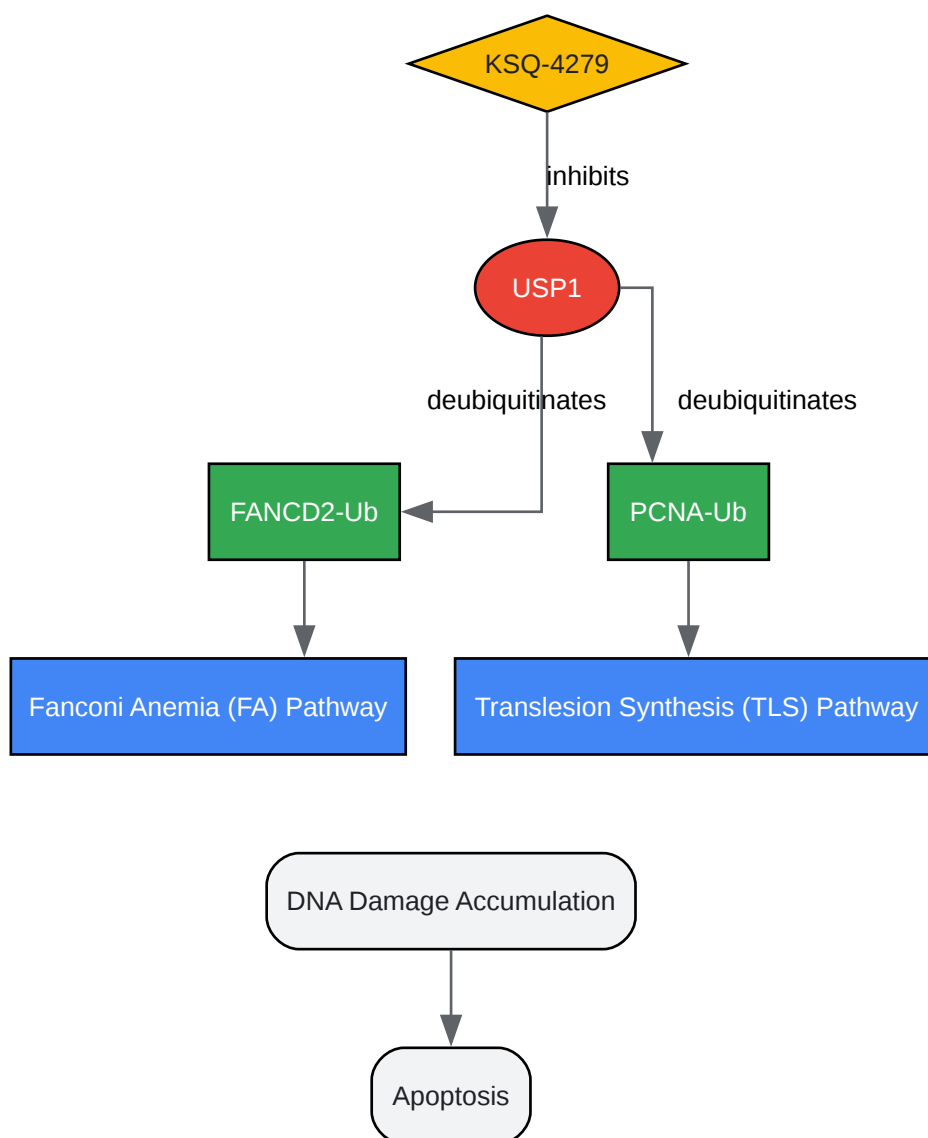 KSQ-4279
inhibits
USP1
deubiquitinates
deubiquitinates
FANCD2-Ub
PCNA-Ub
Fanconi Anemia (FA) Pathway
Translesion Synthesis (TLS) Pathway
DNA Damage Accumulation
Apoptosis